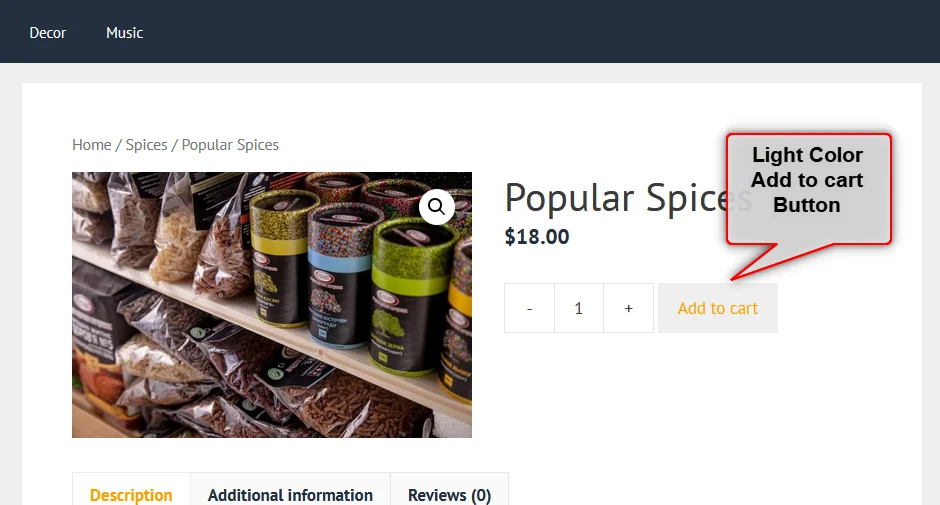 Decor
Music
Home / Spices / Popular Spices
Light Color
Add to cart
Button
Popular Spices
$18.00
-
1
+
Add to cart
Description
Additional information
Reviews (0)